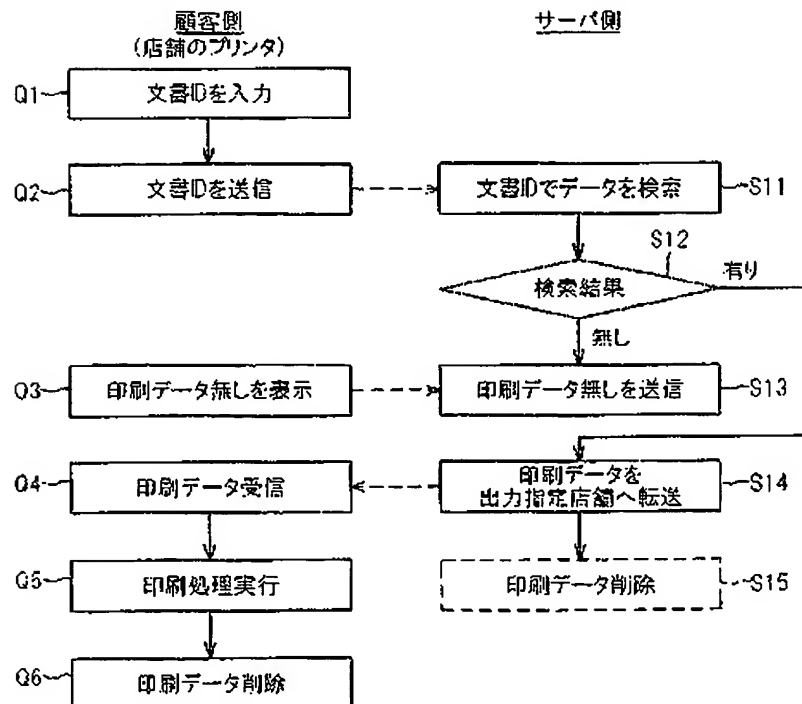 顧客側
(店舗のプリンタ)
サーバ側
Q1
文書IDを入力
Q2
文書IDを送信
文書IDでデータを検索
S11
S12
検索結果
有り
無し
Q3
印刷データ無しを表示
印刷データ無しを送信
S13
Q4
印刷データ受信
印刷データを
出力指定店舗へ転送
S14
Q5
印刷処理実行
印刷データ削除
S15
Q6
印刷データ削除